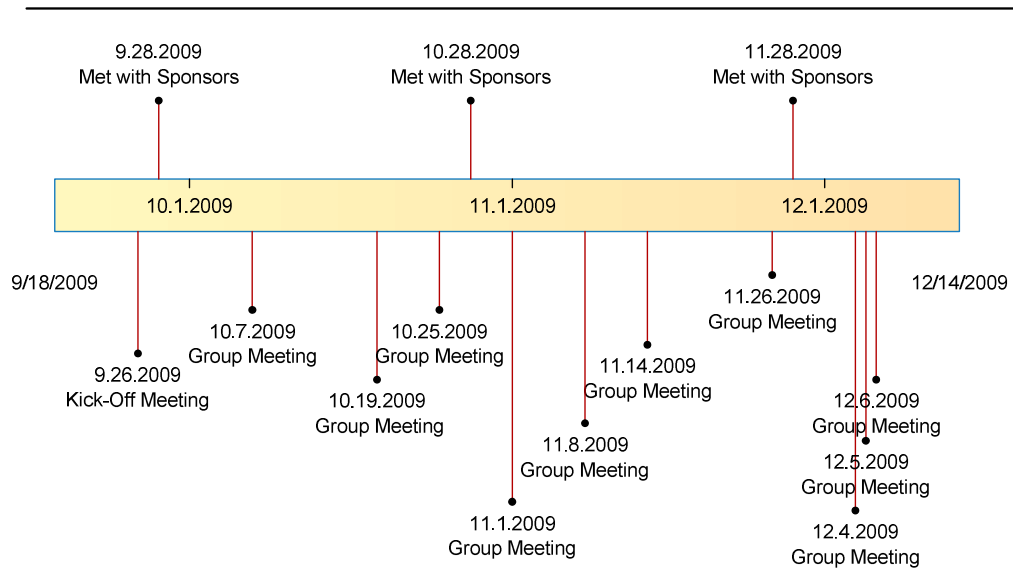 9.28.2009
Met with Sponsors
10.28.2009
Met with Sponsors
11.28.2009
Met with Sponsors
10.1.2009
11.1.2009
12.1.2009
9/18/2009
12/14/2009
9.26.2009
Kick-Off Meeting
10.7.2009
Group Meeting
10.19.2009
Group Meeting
10.25.2009
Group Meeting
11.1.2009
Group Meeting
11.8.2009
Group Meeting
11.14.2009
Group Meeting
11.26.2009
Group Meeting
12.6.2009
Group Meeting
12.5.2009
Group Meeting
12.4.2009
Group Meeting